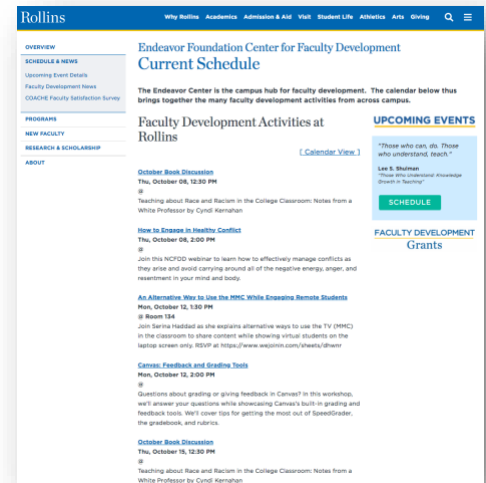 Rollins
Why Rollins Academics Admission & Aid Visit Student Life Athletics Arts Giving
OVERVIEW
SCHEDULE & NEWS
Upcoming Event Details
Faculty Development News
COACHE Faculty Satisfaction Survey
PROGRAMS
NEW FACULTY
RESEARCH & SCHOLARSHIP
ABOUT
Endeavor Foundation Center for Faculty Development
Current Schedule
The Endeavor Center is the campus hub for faculty development. The calendar below thus
brings together the many faculty development activities from across campus.
Faculty Development Activities at
Rollins
[ Calendar View ]
October Book Discussion
Thu, October 08, 12:30 PM
@
Teaching about Race and Racism in the College Classroom: Notes from a
White Professor by Cyndi Kernahan
How to Engage in Healthy Conflict
Thu, October 08, 2:00 PM
@
Join this NCFDD webinar to learn how to effectively manage conflicts as
they arise and avoid carrying around all of the negative energy, anger, and
resentment in your mind and body.
An Alternative Way to Use the MMC While Engaging Remote Students
Mon, October 12, 1:30 PM
@ Room 134
Join Serina Haddad as she explains alternative ways to use the TV (MMC)
in the classroom to share content while showing virtual students on the
laptop screen only. RSVP at https://www.wejoinin.com/sheets/dhwnr
Canvas: Feedback and Grading Tools
Mon, October 12, 2:00 PM
@
Questions about grading or giving feedback in Canvas? In this workshop,
we'll answer your questions while showcasing Canvas's built-in grading and
feedback tools. We'll cover tips for getting the most out of SpeedGrader,
the gradebook, and rubrics.
October Book Discussion
Thu, October 15, 12:30 PM
@
Teaching about Race and Racism in the College Classroom: Notes from a
White Professor by Cyndi Kernahan
UPCOMING EVENTS
"Those who can, do. Those
who understand, teach."
Lee S. Shulman
"Those Who Understand: Knowledge
Growth in Teaching"
SCHEDULE
FACULTY DEVELOPMENT
Grants